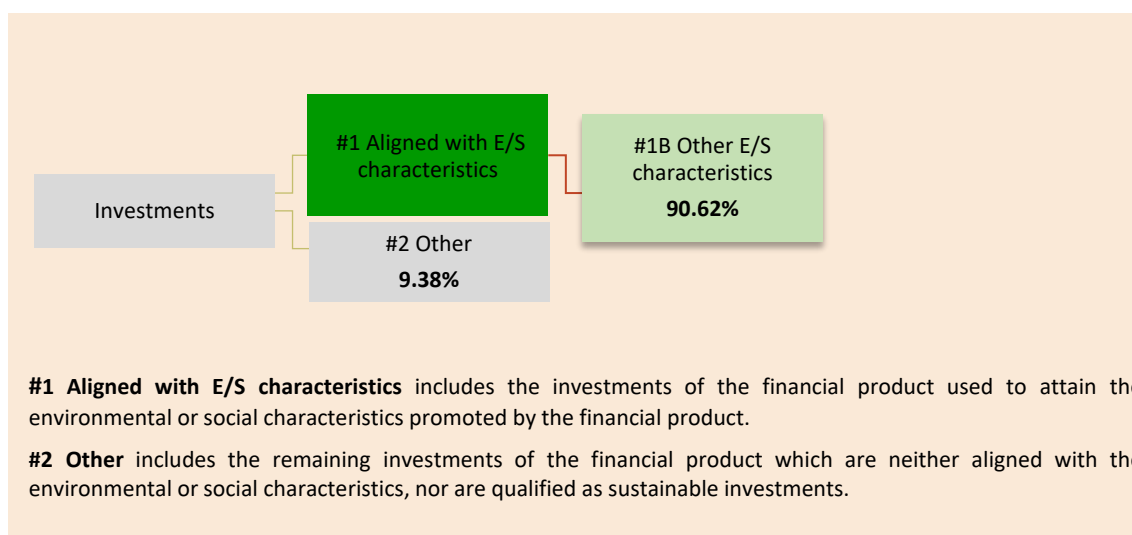 #1 Aligned with E/S
characteristics
#1B Other E/S
characteristics
90.62%
Investments
#2 Other
9.38%
#1 Aligned with E/S characteristics includes the investments of the financial product used to attain
environmental or social characteristics promoted by the financial product.
#2 Other includes the remaining investments of the financial product which are neither aligned with
environmental or social characteristics, nor are qualified as sustainable investments.